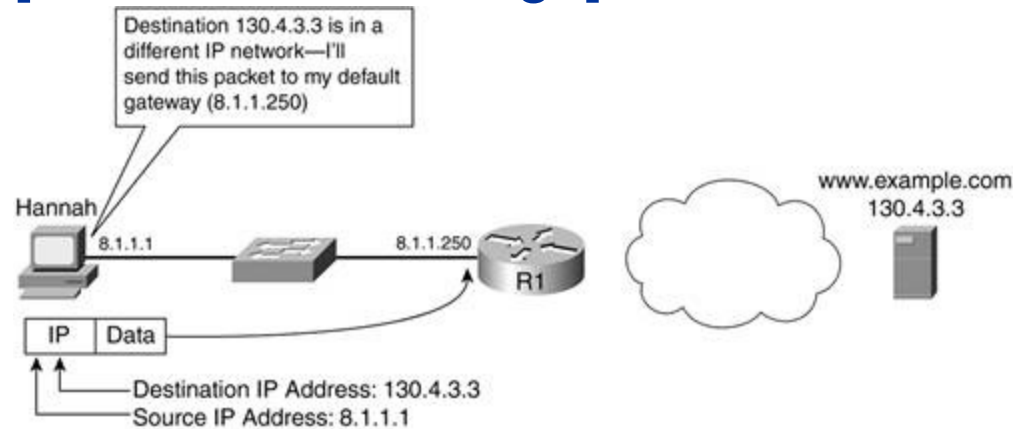 Destination 130.4.3.3 is in a
different IP network—I'll
send this packet to my default
gateway (8.1.1.250)
www.example.com
130.4.3.3
Hannah
8.1.1.1
8.1.1.250
R1
IP Data
Destination IP Address: 130.4.3.3
Source IP Address: 8.1.1.1